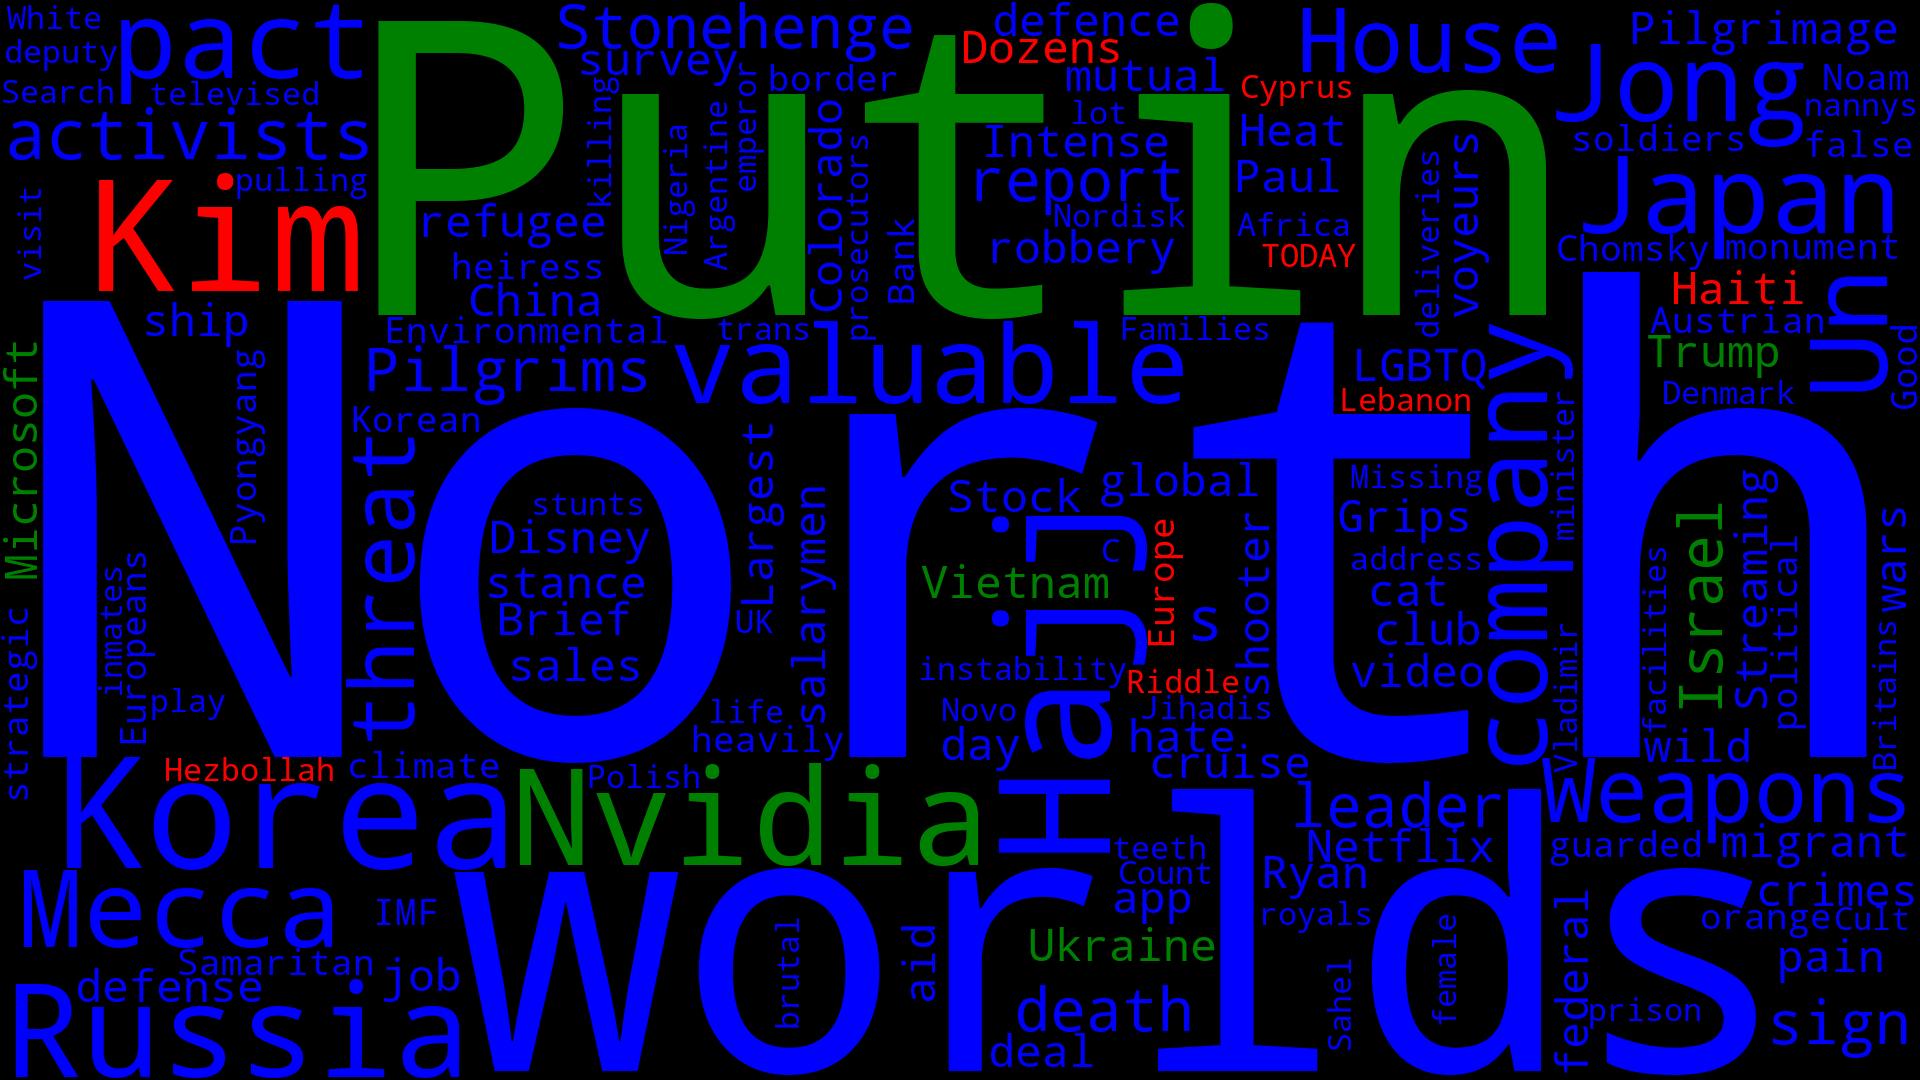 White
deputy
pact
Putin
Stonehenge
survey
border
defence
Dozens
mutual
House
Pilgrimage
Jong
Noam
nannys
Search
televised
activists
Kim
pulling
visit
killing
Nigeria
Argentine
emperor
Colorado
prosecutors
Bank
lot
Intense
report
Nordisk
robbery
Cyprus
Heat
Paul
Africa
TODAY
deliveries
voyeurs
soldiers
false
Japan
Chomsky
monument
refugee
heiress
China
Environmental
trans
Families
ship
Pilgrims
valuable
Haiti
Austrian
Trump
Denmark
Un
Good
LGBTQ
Lebanon
company
minister
Microsoft
Pyongyang
North
Korean
threat
stunts
Disney
stance
Brief
sales
Largest
UK
salarymen
Stock
global
C
Vietnam
Hajj
Europe
s
shooter
Missing
Grips
address
cat
club
video
Vladimir
facilities
Israel
Streaming
political
wars
Britains
strategic
inmates
Europeans
play
life
heavily
instability
Novo
day
Riddle
Jihadis
hate
cruise
wild
Hezbollah
climate
Korea
Polish
Nvidia
leader
Netflix
Weapons
guarded
migrant
teeth
Count
app
Ryan
royals
crimes
orange
Cult
Mecca
IMF
Worlds
brutal
aid
Ukraine
female
federal
pain
Samaritan
defense
job
Russia
death
deal
Sahel
prison
sign